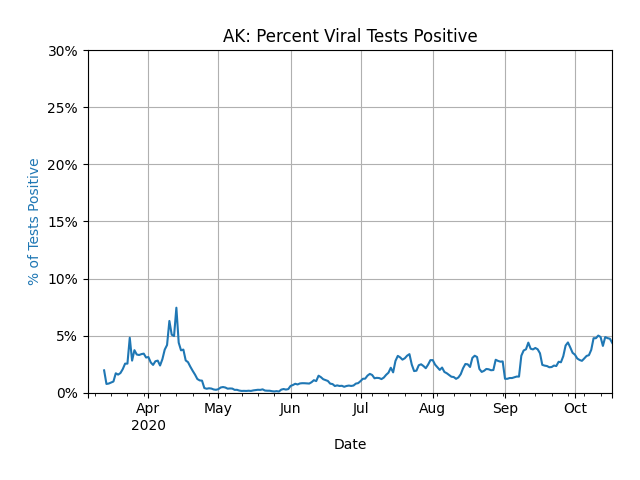 AK: Percent Viral Tests Positive
30%
25%
20%
15%
10%
5%
0%
% of Tests Positive
Apr
2020
May
Jun
Jul
Aug
Sep
Oct
Date